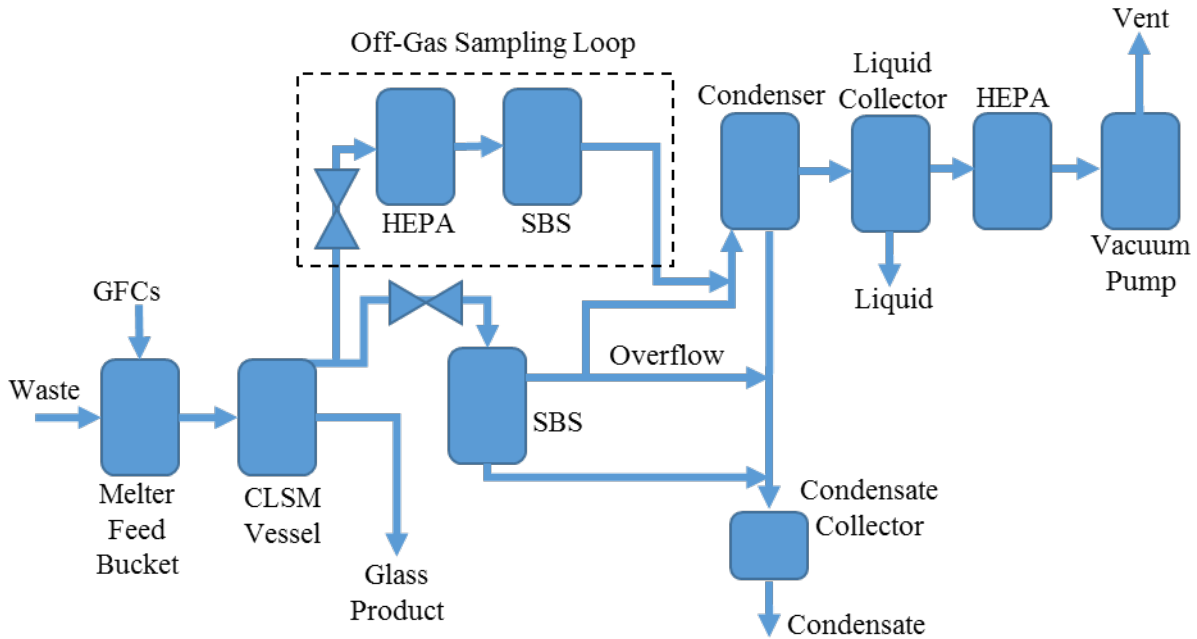 Vent
Off-Gas Sampling Loop
Condenser
Liquid
Collector
HEPA
HEPA
SBS
Vacuum
Pump
Liquid
GFCs
Overflow
Waste
SBS
Melter
Feed
Bucket
CLSM
Vessel
Condensate
Collector
Glass
Product
Condensate